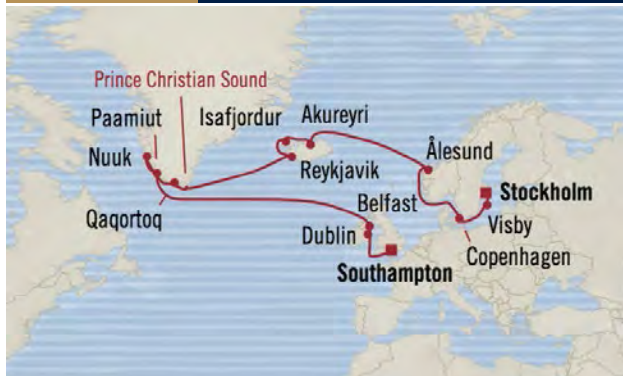 Prince Christian Sound
Paamiut
Isafjordur
Akureyri
Nuuk
Reykjavik
Ålesund
Qaqortoq
Belfast
Stockholm
Dublin
Visby
Copenhagen
Southampton